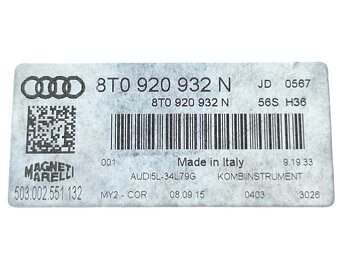 8T0 920 932 N JD 0567
8T0 920 932 N 56S H36
001 Made in Italy 9.19 33
MAGNETI
MARELLI
AUDI5L-34L79G KOMBIINSTRUMENT
503.002.551.132 MY2 - COR 08.09.15 0403 3026